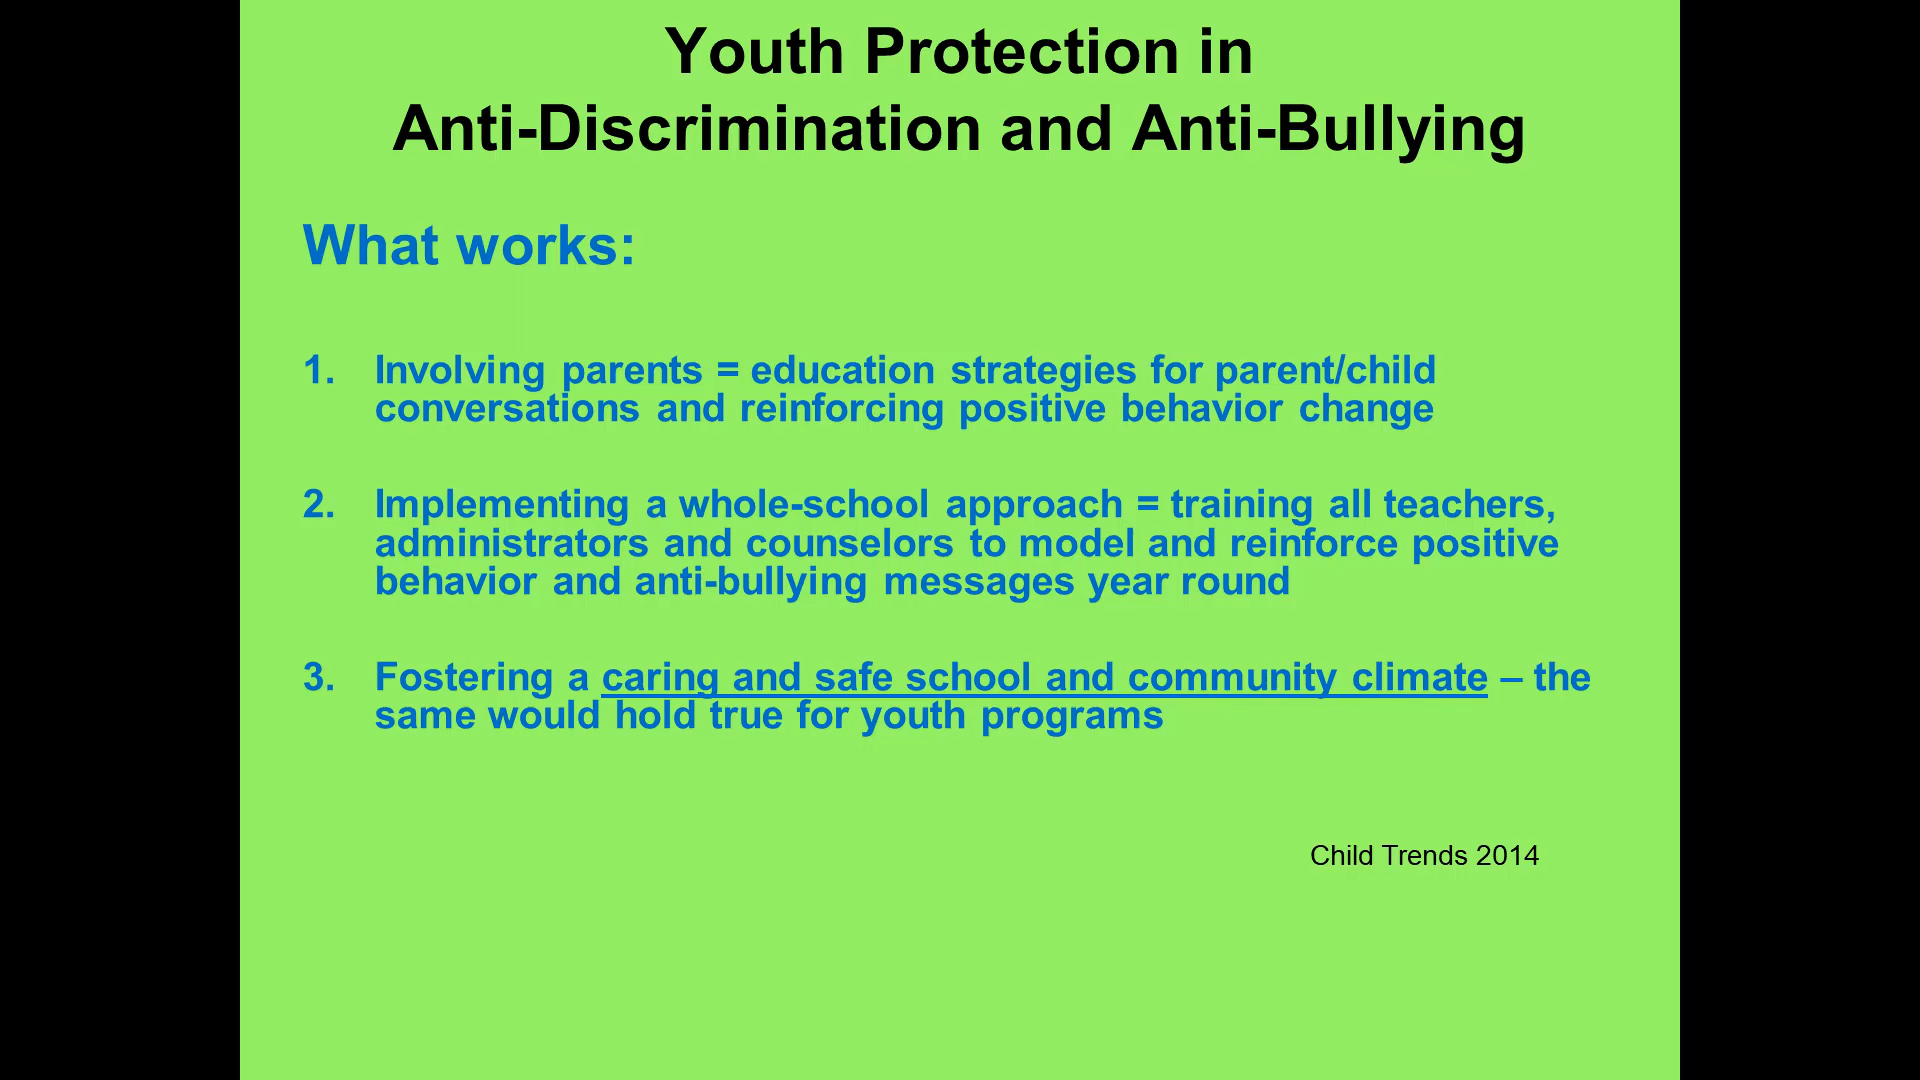 Youth Protection in
Anti-Discrimination and Anti-Bullying
What works:
1. Involving parents = education strategies for parent/child
conversations and reinforcing positive behavior change
2. Implementing a whole-school approach = training all teachers,
administrators and counselors to model and reinforce positive
behavior and anti-bullying messages year round
3. Fostering a caring and safe school and community climate – the
same would hold true for youth programs
Child Trends 2014